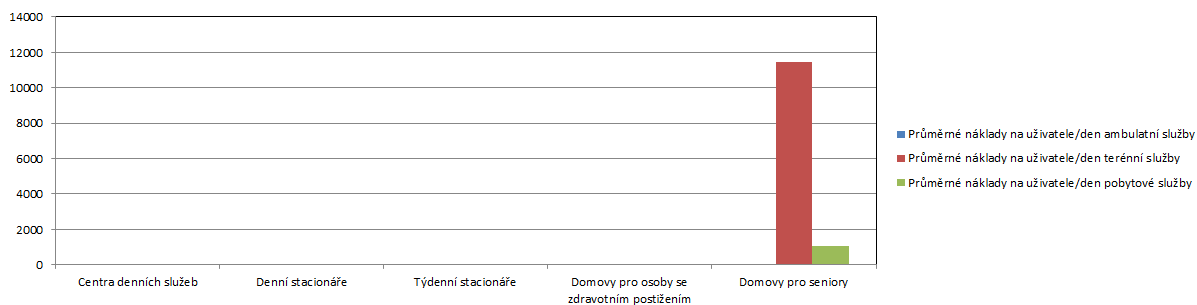 14000
12000
10000
8000
6000
4000
2000
0
Centra denních služeb
Denní stacionáře
Týdenní stacionáře
Domovy pro osoby se
zdravotním postižením
Domovy pro seniory
Průměrné náklady na uživatele/den ambulatní služby
Průměrné náklady na uživatele/den terénní služby
Průměrné náklady na uživatele/den pobytové služby